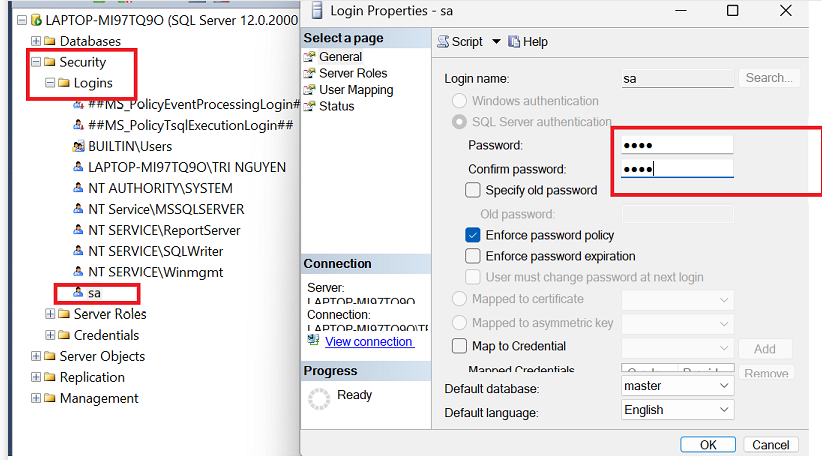 LAPTOP-MI97TQ9O (SQL Server 12.0.2000
Databases
Security
Logins
##MS_PolicyEventProcessingLogin#
##MS_PolicyTsqlExecutionLogin##
BUILTIN\Users
LAPTOP-MI97TQ9O\TRI NGUYEN
NT AUTHORITY\SYSTEM
NT Service\MSSQLSERVER
NT SERVICE\ReportServer
NT SERVICE\SQLWriter
NT SERVICE\Winmgmt
sa
Server Roles
Credentials
Server Objects
Replication
Management
Login Properties - sa
Select a page
General
Server Roles
User Mapping
Status
Connection
Server:
LAPTOP-MI97TQ9O
Connection:
LAPTOP-MI97TQ9O\TR
View connection
Progress
Ready
Script
Help
Login name:
sa
Search...
Windows authentication
SQL Server authentication
Password:
●●●●
Confirm password:
●●●●
Specify old password
Old password:
Enforce password policy
Enforce password expiration
User must change password at next login
Mapped to certificate
Mapped to asymmetric key
Map to Credential
Add
Mapped Credentials
Remove
Default database:
master
Default language:
English
OK
Cancel